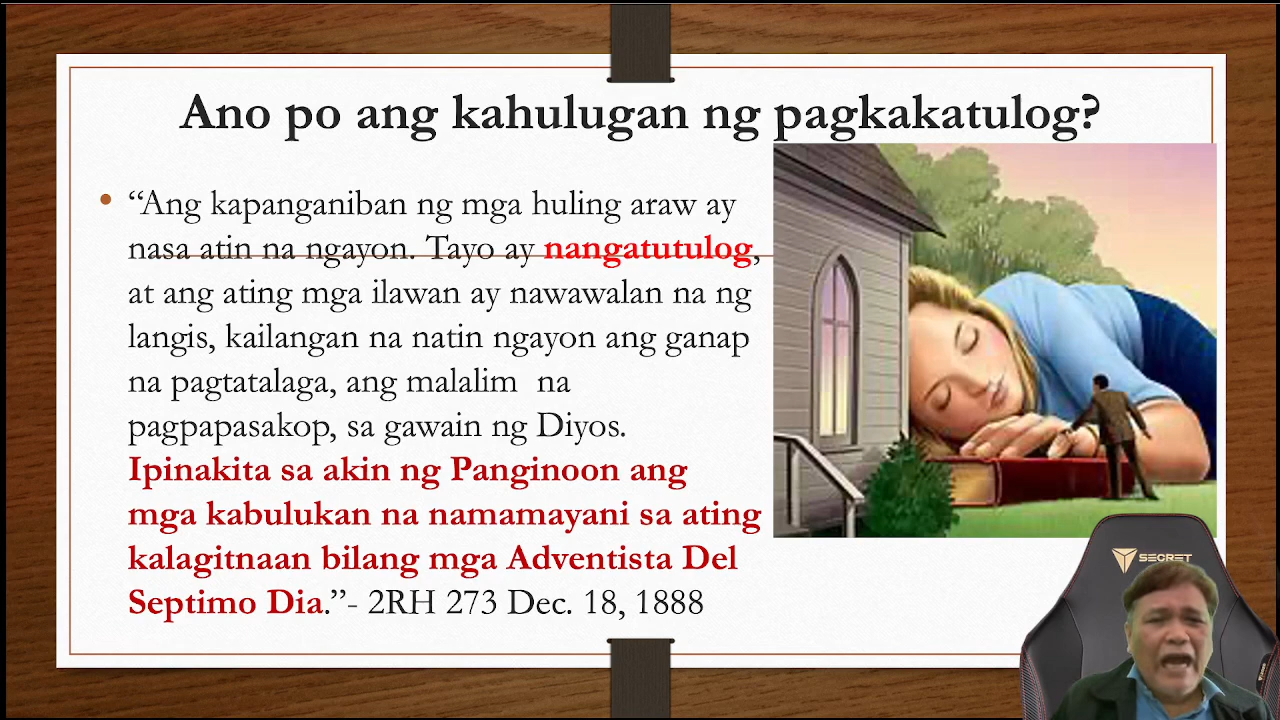 Ano po ang kahulugan ng pagkakatulog?
• “Ang kapanganiban ng mga huling araw ay
nasa atin na ngayon. Tayo ay nangatutulog,
at ang ating mga ilawan ay nawawalan na ng
langis, kailangan na natin ngayon ang ganap
na pagtatalaga, ang malalim na
pagpapasakop, sa gawain ng Diyos.
Ipinakita sa akin ng Panginoon ang
mga kabulukan na namamayani sa ating
kalagitnaan bilang mga Adventista Del
Septimo Dia.”- 2RH 273 Dec. 18, 1888
SECRET